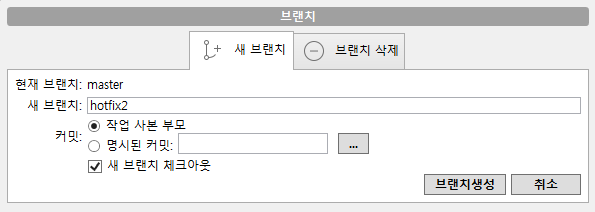 브랜치
새 브랜치
브랜치 삭제
현재 브랜치: master
새 브랜치: hotfix2
커밋: 작업 사본 부모
명시된 커밋: ...
새 브랜치 체크아웃
브랜치생성 취소